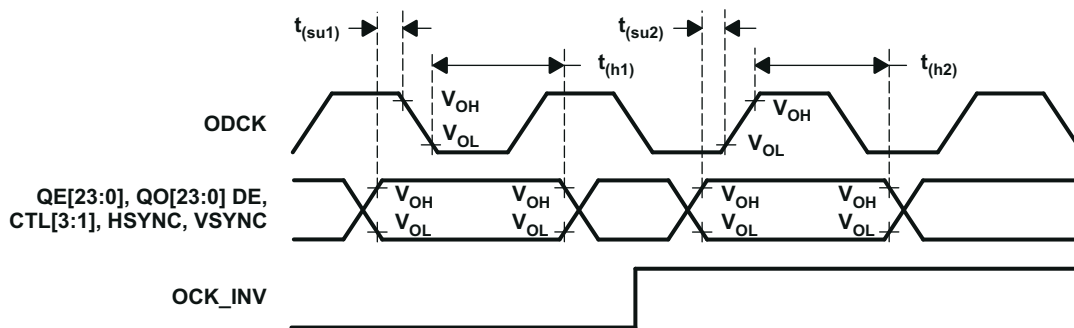 t(su1)
t(su2)
t(h1)
t(h2)
ODCK
VOH
VOL
VOH
VOL
QE[23:0], QO[23:0] DE,
CTL[3:1], HSYNC, VSYNC
VOH VOH VOH VOH
VOL VOL VOL VOL
OCK_INV